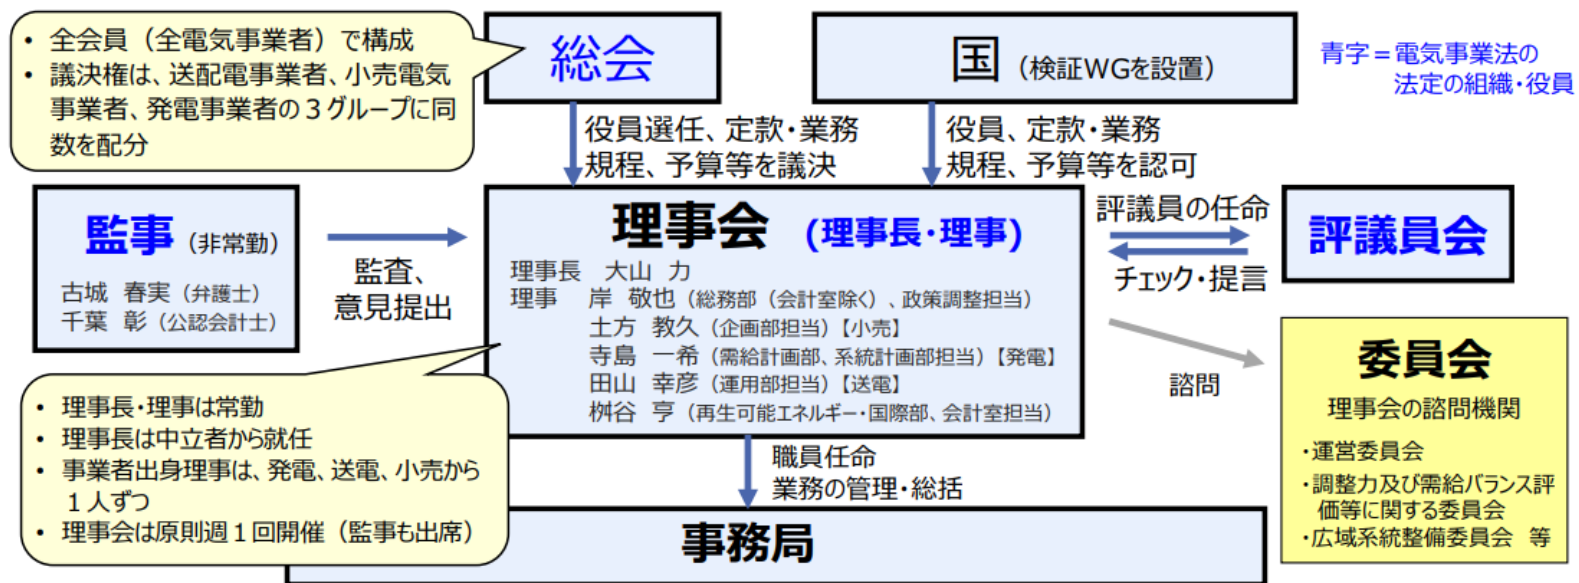 ・ 全会員（全電気事業者）で構成
・ 議決権は、送配電事業者、小売電気
事業者、発電事業者の３グループに同
数を配分
総会
国（検証WGを設置）
青字＝電気事業法の
法定の組織・役員
役員選任、定款・業務
規程、予算等を議決
役員、定款・業務
規程、予算等を認可
監事（非常勤）
古城 春実（弁護士）
千葉 彰（公認会計士）
監査、
意見提出
理事会（理事長・理事）
理事長 大山 力
理事 岸 敬也（総務部（会計室除く）、政策調整担当）
土方 教久（企画部担当）【小売】
寺島 一希（需給計画部、系統計画部担当）【発電】
田山 幸彦（運用部担当）【送電】
桝谷 亨（再生可能エネルギー・国際部、会計室担当）
評議員の任命
チェック・提言
評議員会
諮問
委員会
理事会の諮問機関
・運営委員会
・調整力及び需給バランス評
価等に関する委員会
・広域系統整備委員会 等
・ 理事長・理事は常勤
・ 理事長は中立者から就任
・ 事業者出身理事は、発電、送電、小売から
１人ずつ
・ 理事会は原則週１回開催（監事も出席）
職員任命
業務の管理・総括
事務局